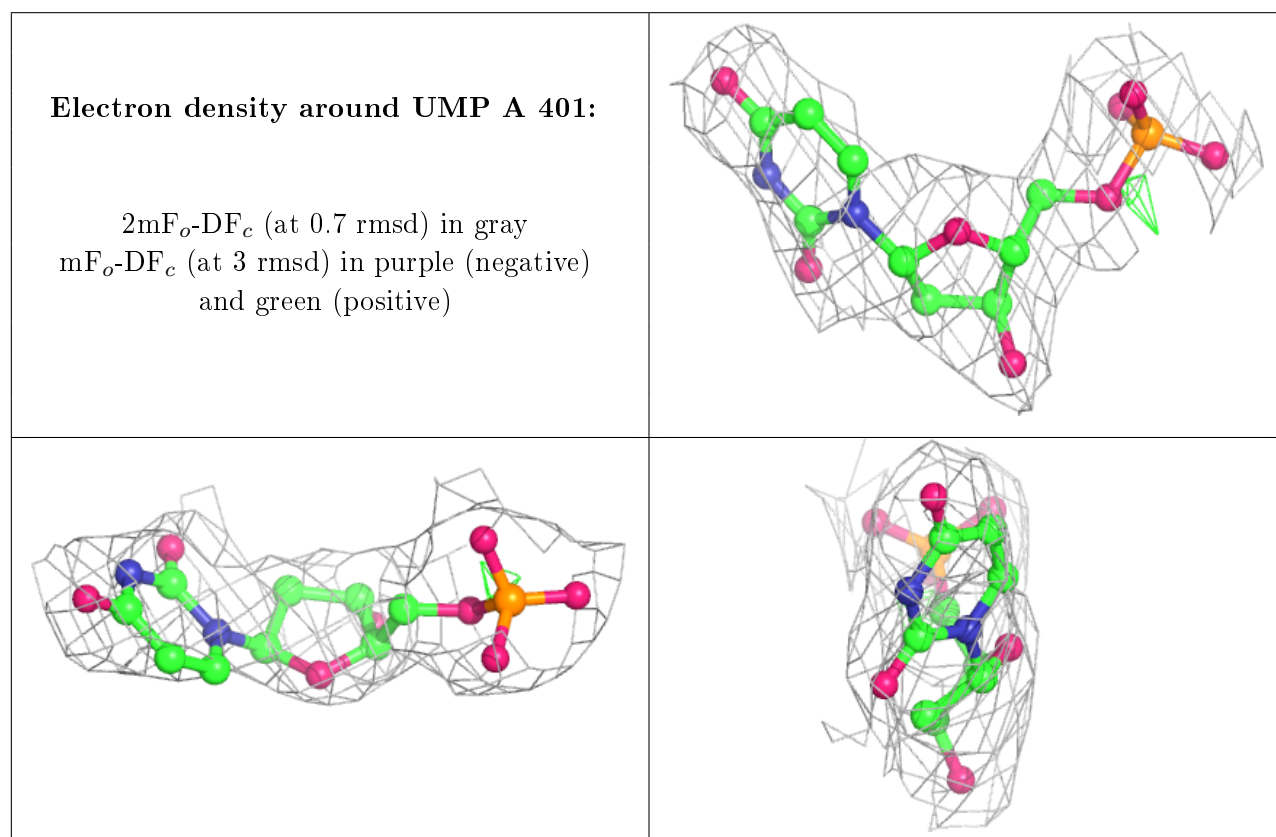 Electron density around UMP A 401:
2mFo-DFc (at 0.7 rmsd) in gray
mFo-DFc (at 3 rmsd) in purple (negative)
and green (positive)